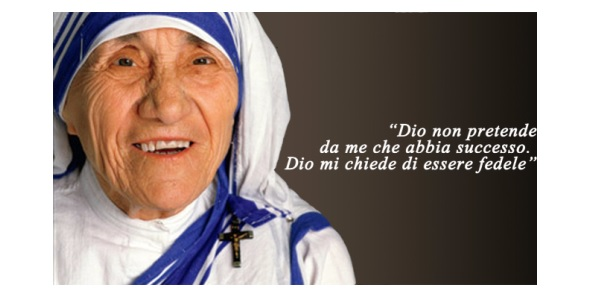 “Dio non pretende
da me che abbia successo.
Dio mi chiede di essere fedele”